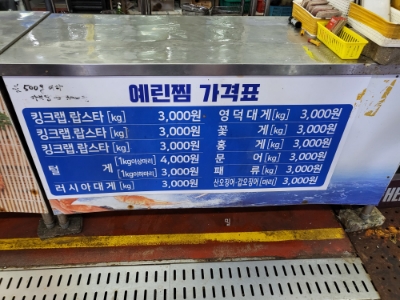 예린찜 가격표
킹크랩,랍스타[kg] 3,000원
킹크랩,랍스타[kg] 3,000원
킹크랩,랍스타[kg] 3,000원
털 게 [1kg이상마리] 4,000원
[1kg이하마리] 3,000원
러시아대게[kg] 3,000원
영덕대게[kg] 3,000원
꽃 게[kg] 3,000원
홍 게[kg] 3,000원
문 어[kg] 3,000원
패 류[kg] 3,000원
산오징어·갑오징어[마리] 3,000원